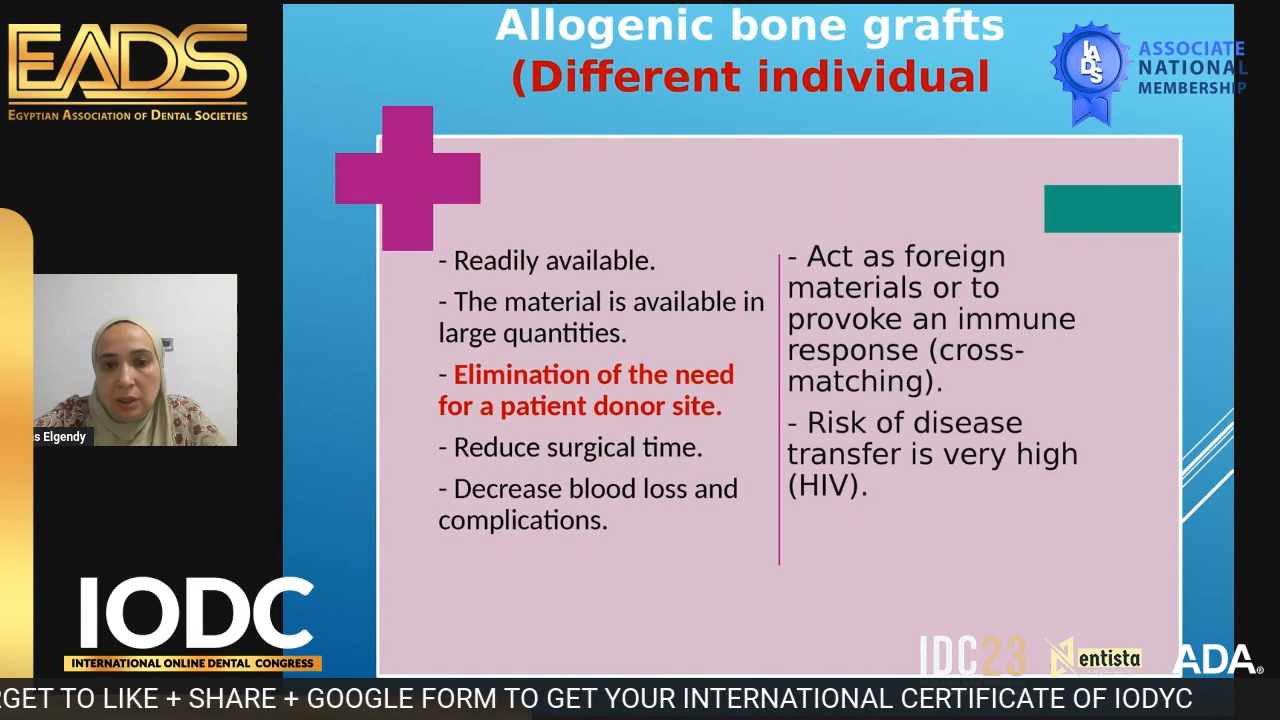 Allogenic bone grafts
(Different individual
EADS
EGYPTIAN ASSOCIATION OF DENTAL SOCIETIES
IADS
ASSOCIATE
NATIONAL
MEMBERSHIP
- Readily available.
- The material is available in
large quantities.
- Elimination of the need
for a patient donor site.
- Reduce surgical time.
- Decrease blood loss and
complications.
- Act as foreign
materials or to
provoke an immune
response (cross-
matching).
- Risk of disease
transfer is very high
(HIV).
as Elgendy
IODC
INTERNATIONAL ONLINE DENTAL CONGRESS
IDC23
entista
ADA.®
RGET TO LIKE + SHARE + GOOGLE FORM TO GET YOUR INTERNATIONAL CERTIFICATE OF IODYC